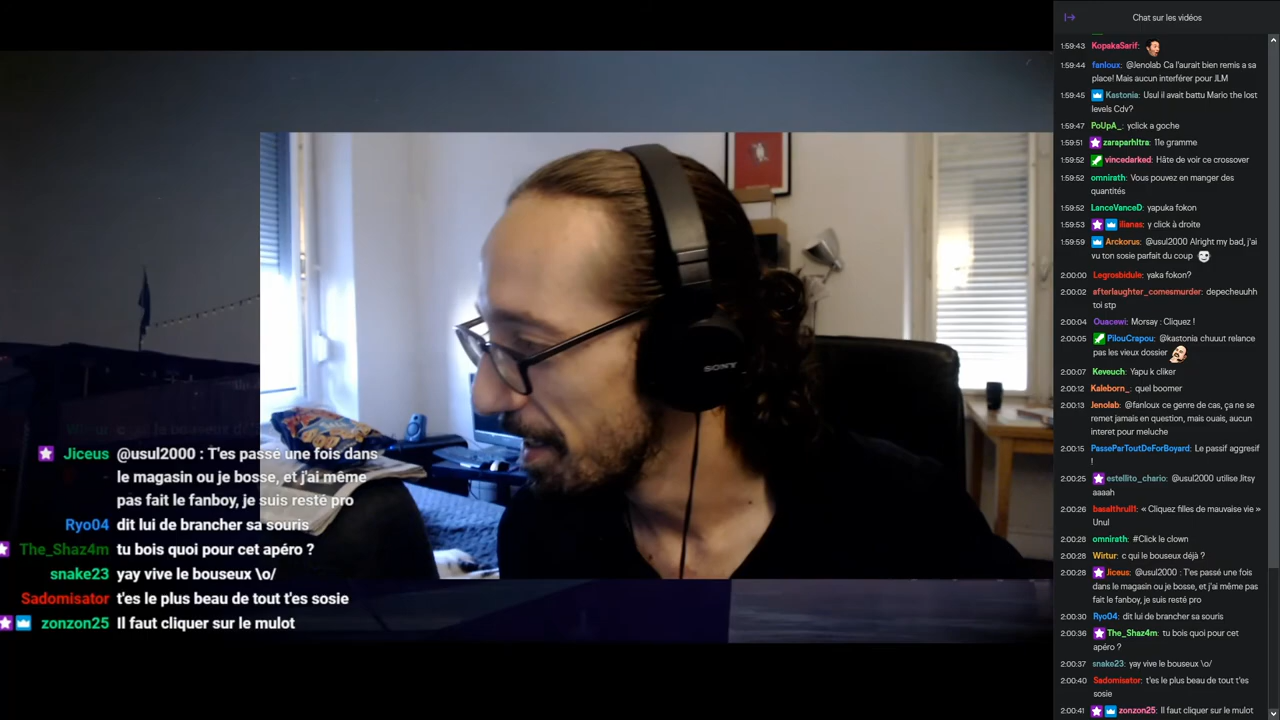 SONY
Jiceus @usul2000 : T'es passé une fois dans
le magasin ou je bosse, et j'ai même
pas fait le fanboy, je suis resté pro
Ryo04 dit lui de brancher sa souris
The_Shaz4m tu bois quoi pour cet apéro ?
snake23 yay vive le bouseux \o/
Sadomisator t'es le plus beau de tout t'es sosie
zonzon25 Il faut cliquer sur le mulot
Chat sur les vidéos
1:59:43 KopakaSarif:
1:59:44 fanloux: @Jenolab Ca l'aurait bien remis a sa
place! Mais aucun interférer pour JLM
1:59:45 Kastonia: Usul il avait battu Mario the lost
levels Cdv?
1:59:47 PoUpA_: yclick a goche
1:59:51 zaraparhltra: 11e gramme
1:59:52 vincedarked: Hâte de voir ce crossover
1:59:52 omnirath: Vous pouvez en manger des
quantités
1:59:52 LanceVanceD: yapuka fokon
1:59:53 ilianas: y click à droite
1:59:59 Arckorus: @usul2000 Alright my bad, j'ai
vu ton sosie parfait du coup
2:00:00 Legrosbidule: yaka fokon?
2:00:02 afterlaughter_comesmurder: depecheuuhh
toi stp
2:00:04 Ouacewi: Morsay : Cliquez !
2:00:05 PilouCrapou: @kastonia chuuut relance
pas les vieux dossier
2:00:07 Keveuch: Yapu k cliker
2:00:12 Kaleborn_: quel boomer
2:00:13 Jenolab: @fanloux ce genre de cas, ça ne se
remet jamais en question, mais ouais, aucun
interet pour meluche
2:00:15 PasseParToutDeForBoyard: Le passif aggresif
!
2:00:25 estellito_chario: @usul2000 utilise Jitsy
aaaah
2:00:26 basalthrull1: « Cliquez filles de mauvaise vie »
Unul
2:00:28 omnirath: #Click le clown
2:00:28 Wirtur: c qui le bouseux déjà ?
2:00:28 Jiceus: @usul2000 : T'es passé une fois
dans le magasin ou je bosse, et j'ai même pas
fait le fanboy, je suis resté pro
2:00:30 Ryo04: dit lui de brancher sa souris
2:00:36 The_Shaz4m: tu bois quoi pour cet
apéro ?
2:00:37 snake23: yay vive le bouseux \o/
2:00:40 Sadomisator: t'es le plus beau de tout t'es
sosie
2:00:41 zonzon25: Il faut cliquer sur le mulot